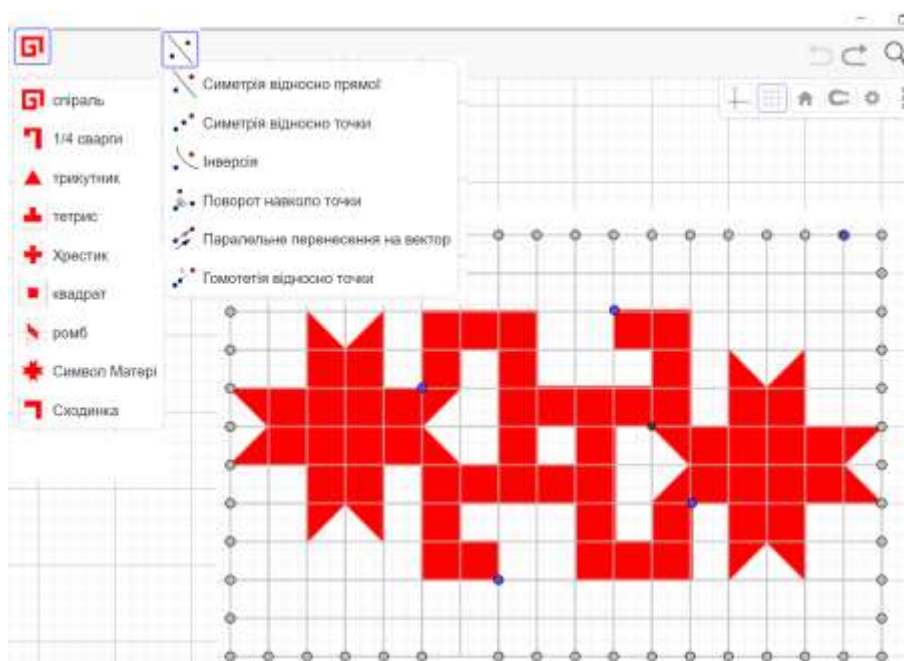 спіраль
1/4 сварги
трикутник
тетрис
Хрестик
квадрат
ромб
Символ Матері
Сходинка
Симетрія відносно прямої
Симетрія відносно точки
Інверсія
Поворот навколо точки
Паралельне перенесення на вектор
Гомотетія відносно точки